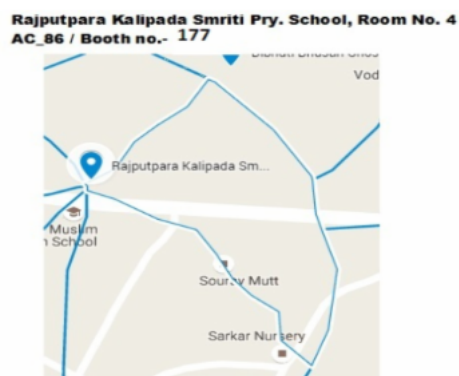 Rajputpara Kalipada Smriti Pry. School, Room No. 4
AC_86 / Booth no.- 177
Vod
Rajputpara Kalipada Sm...
Muslim
School
Sourav Mutt
Sarkar Nursery